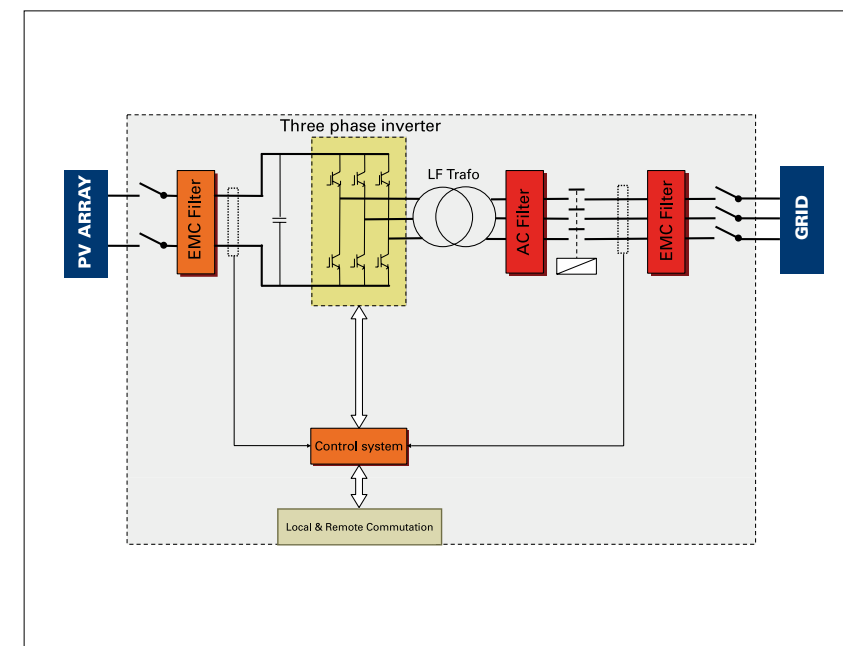 Three phase inverter
LF Trafo
PV ARRAY
EMC Filter
AC Filter
EMC Filter
GRID
Control system
Local & Remote Commutation